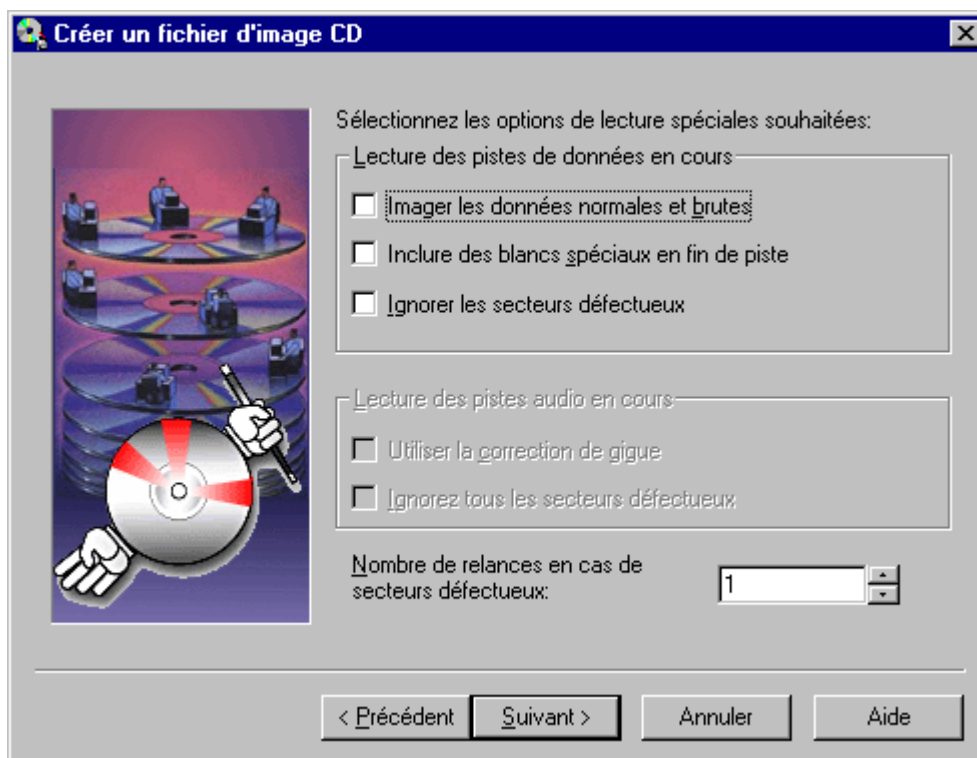 Créer un fichier d'image CD
Sélectionnez les options de lecture spéciales souhaitées:
Lecture des pistes de données en cours
Imager les données normales et brutes
Inclure des blancs spéciaux en fin de piste
Ignorer les secteurs défectueux
Lecture des pistes audio en cours
Utiliser la correction de gigue
Ignorez tous les secteurs défectueux
Nombre de relances en cas de
secteurs défectueux:
1
< Précédent
Suivant >
Annuler
Aide